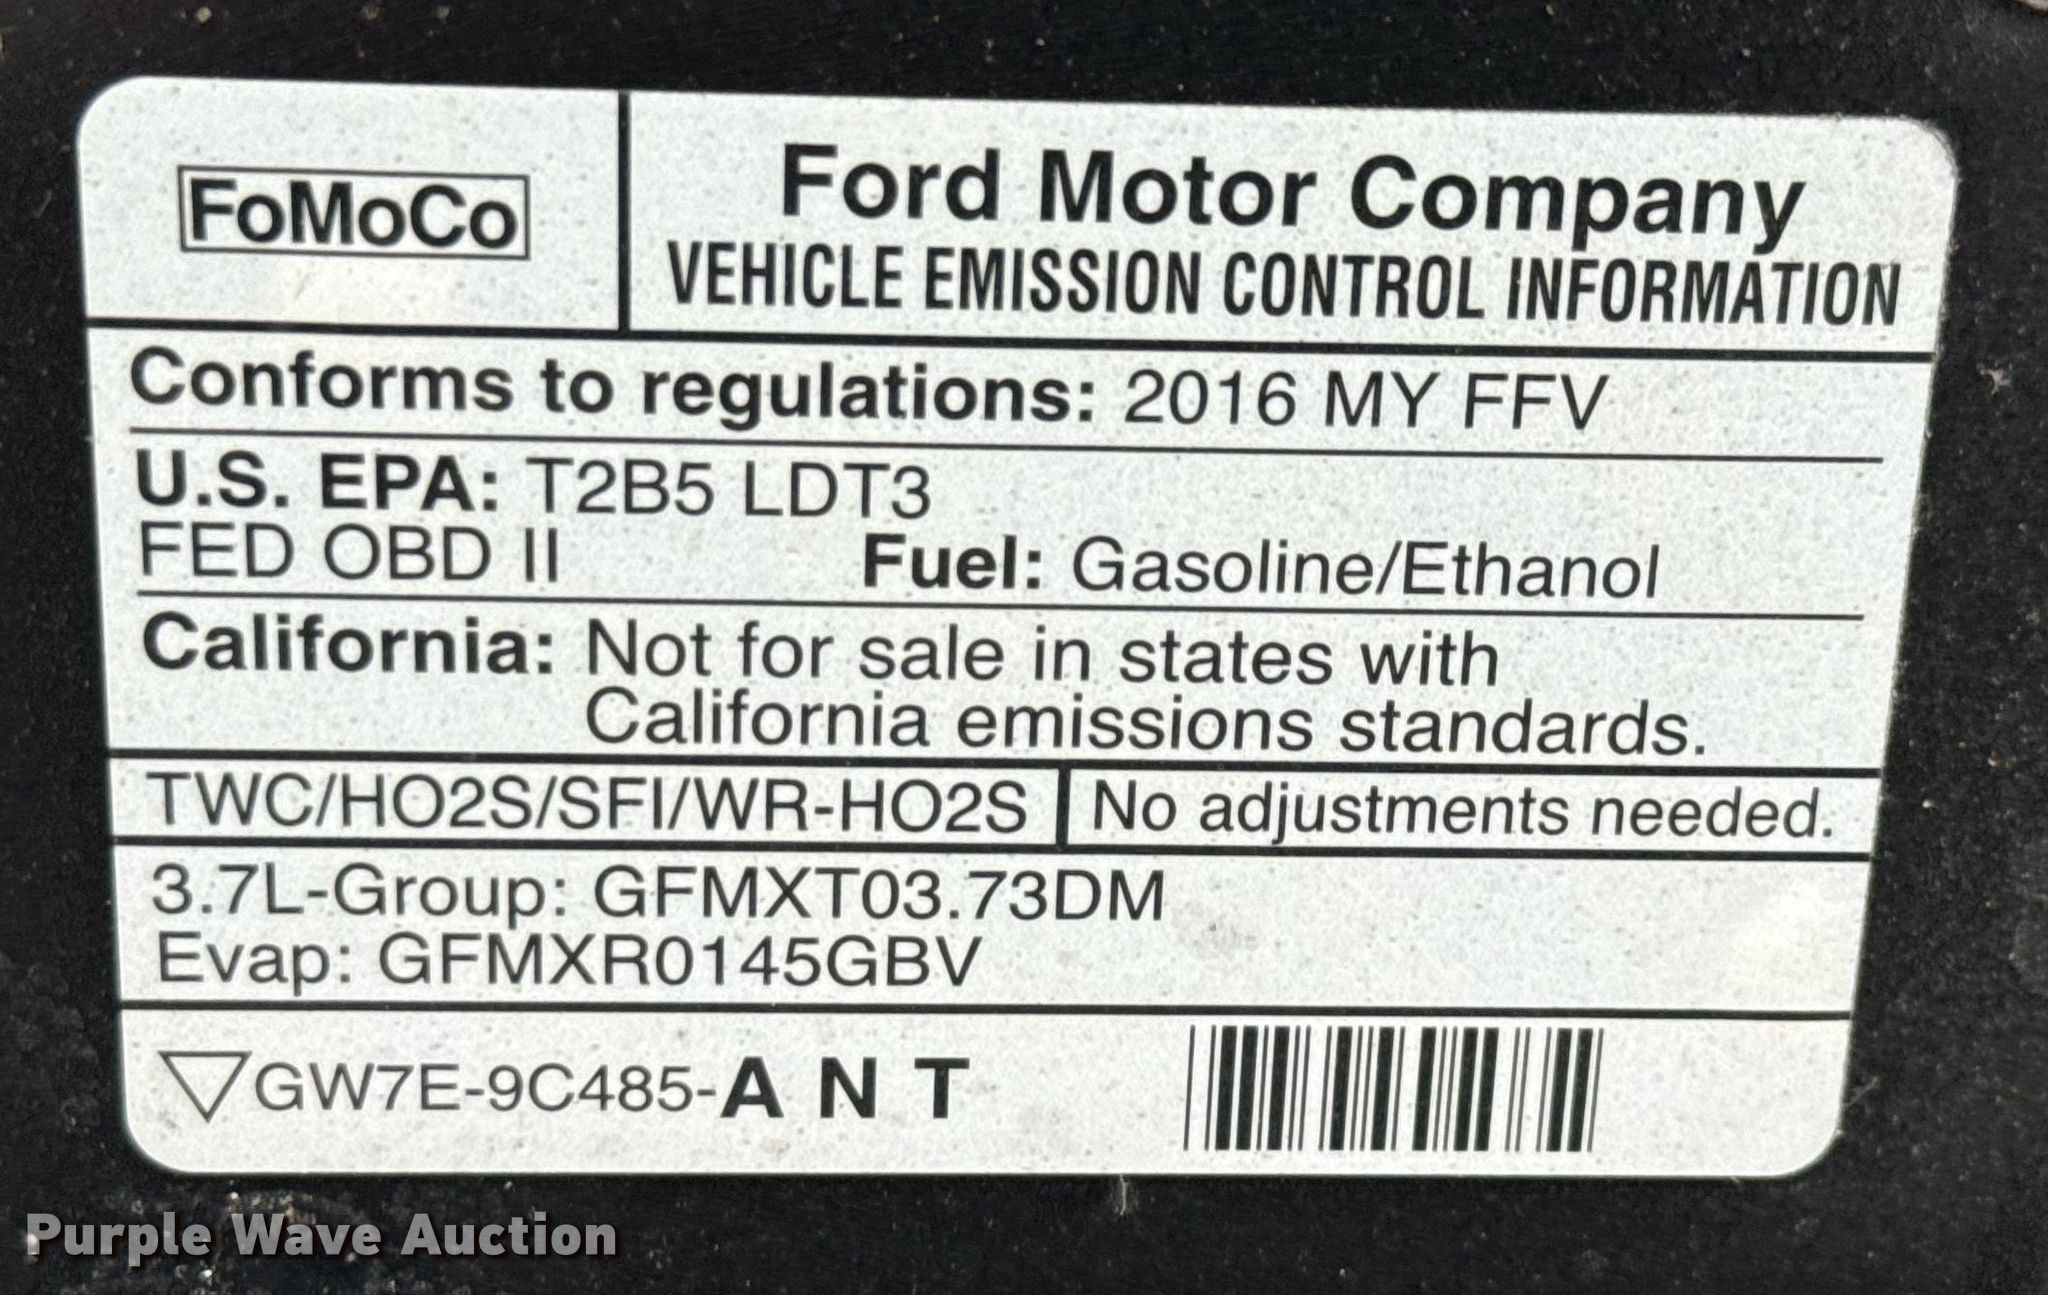 FoMoCo
Ford Motor Company
VEHICLE EMISSION CONTROL INFORMATION
Conforms to regulations: 2016 MY FFV
U.S. EPA: T2B5 LDT3
FED OBD II Fuel: Gasoline/Ethanol
California: Not for sale in states with
California emissions standards.
TWC/HO2S/SFI/WR-HO2S No adjustments needed.
3.7L-Group: GFMXT03.73DM
Evap: GFMXR0145GBV
GW7E-9C485-A N T
Purple Wave Auction